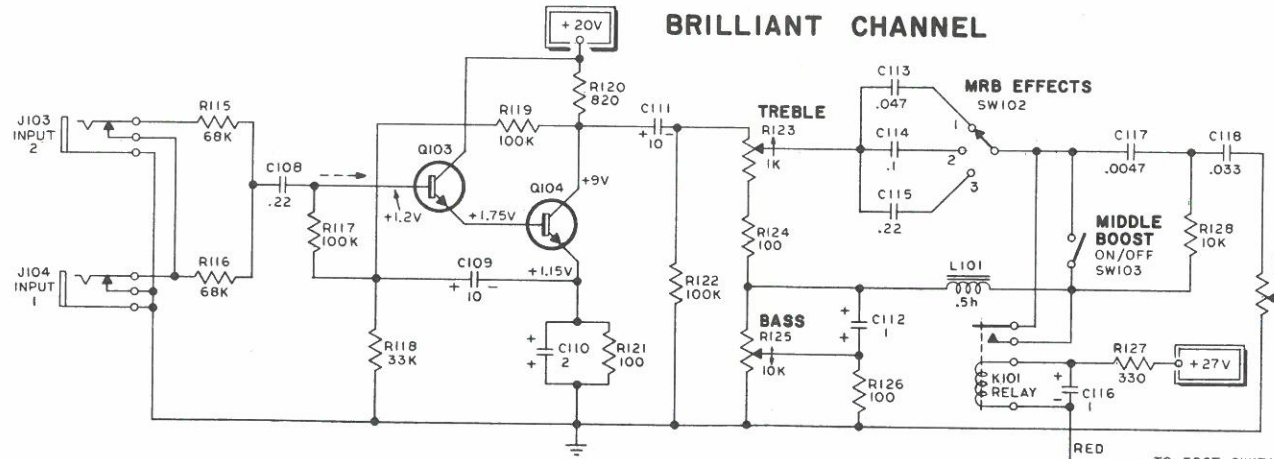 BRILLIANT CHANNEL
+20V
R120
820
R119
100K
C111
+ 10 -
TREBLE
R123
1K
C113
.047
MRB EFFECTS
SW102
1
C114
.1
2
C115
.22
3
C117
.0047
C118
.033
J103
INPUT
2
R115
68K
C108
.22
Q103
Q104
+9V
+1.2V
+1.75V
R117
100K
+1.15V
C109
+ 10 -
R124
100
MIDDLE
BOOST
ON/OFF
SW103
R128
10K
J104
INPUT
1
R116
68K
R122
100K
L101
.5h
R118
33K
+
C110
+ 2
R121
100
BASS
R125
10K
+
C112
+ 1
R126
100
K101
RELAY
+
C116
- 1
R127
330
+27V
RED